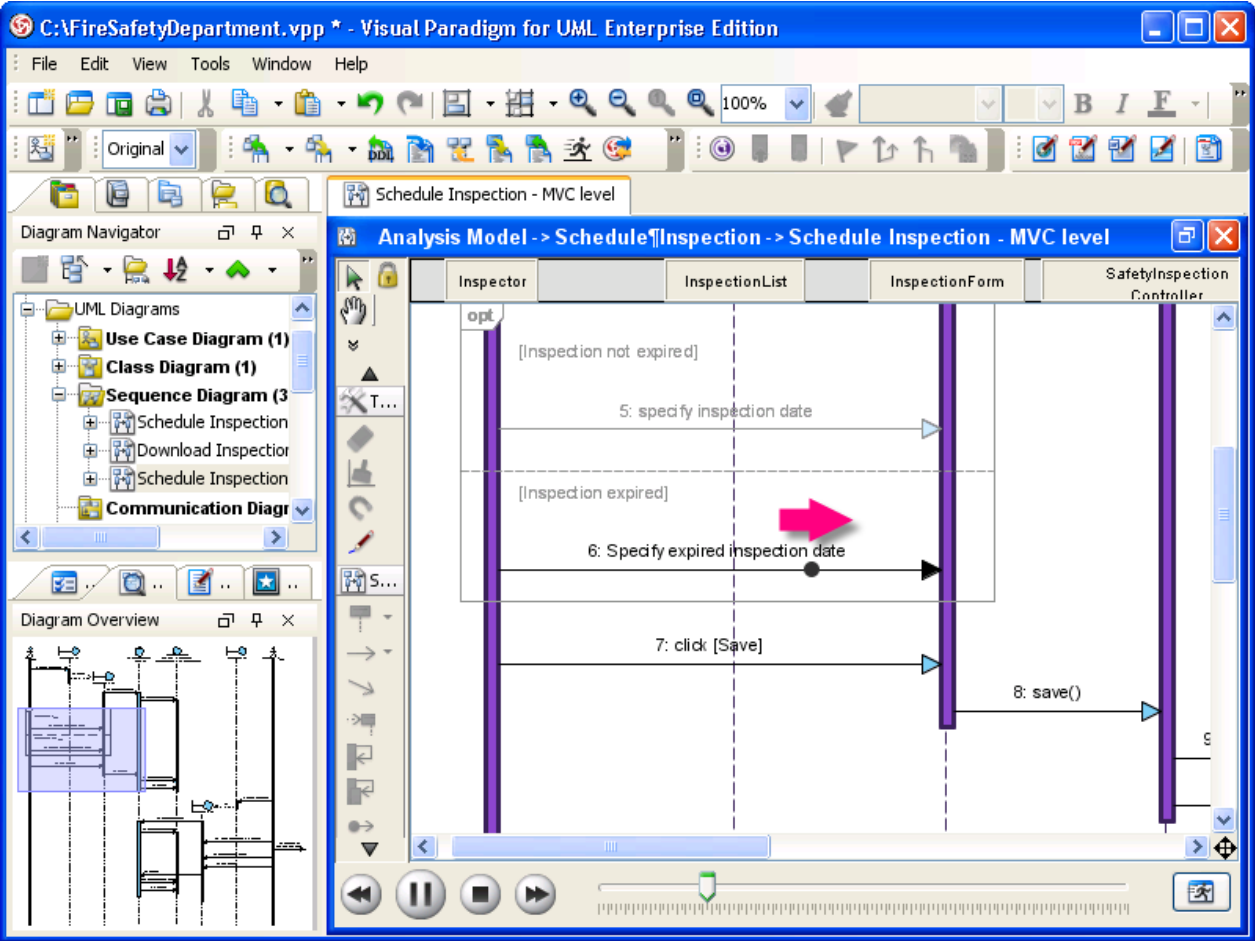 C:\FireSafetyDepartment.vpp * - Visual Paradigm for UML Enterprise Edition
File Edit View Tools Window Help
100% B I F
Original DDL
Schedule Inspection - MVC level
Diagram Navigator
Analysis Model -> Schedule¶Inspection -> Schedule Inspection - MVC level
UML Diagrams
Use Case Diagram (1)
Class Diagram (1)
Sequence Diagram (3
Schedule Inspection
Download Inspection
Schedule Inspection
Communication Diagr
Diagram Overview
T...
S...
Inspector InspectionList InspectionForm SafetyInspection
Controller
opt
[Inspection not expired]
5: specify inspection date
[Inspection expired]
6: Specify expired inspection date
7: click [Save]
8: save()
9